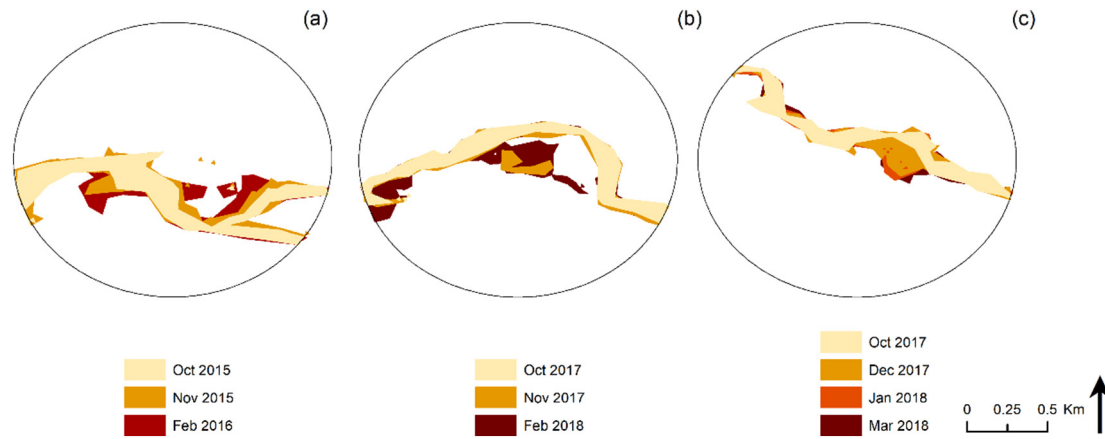 (a)
(b)
(c)
Oct 2015
Nov 2015
Feb 2016
Oct 2017
Nov 2017
Feb 2018
Oct 2017
Dec 2017
Jan 2018
Mar 2018
0 0.25 0.5 Km